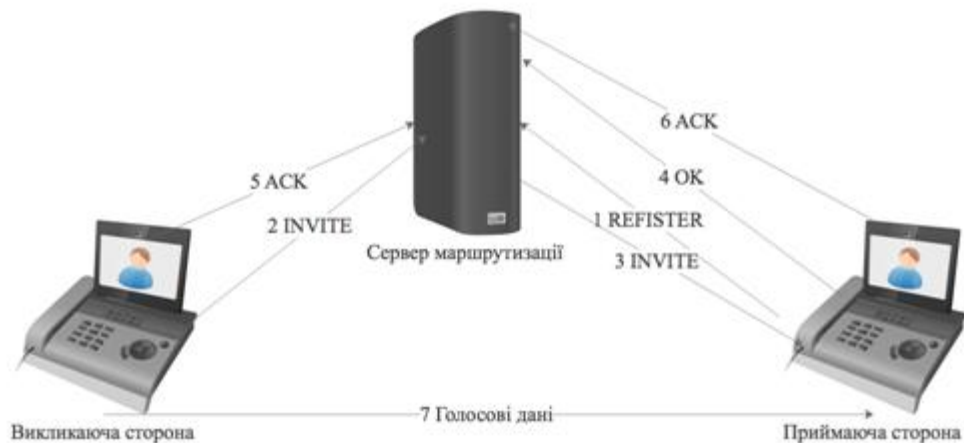 6 ACK
5 ACK
4 OK
2 INVITE
1 REFISTER
Сервер маршрутизації
3 INVITE
7 Голосові дані
Викликаюча сторона
Приймаюча сторона